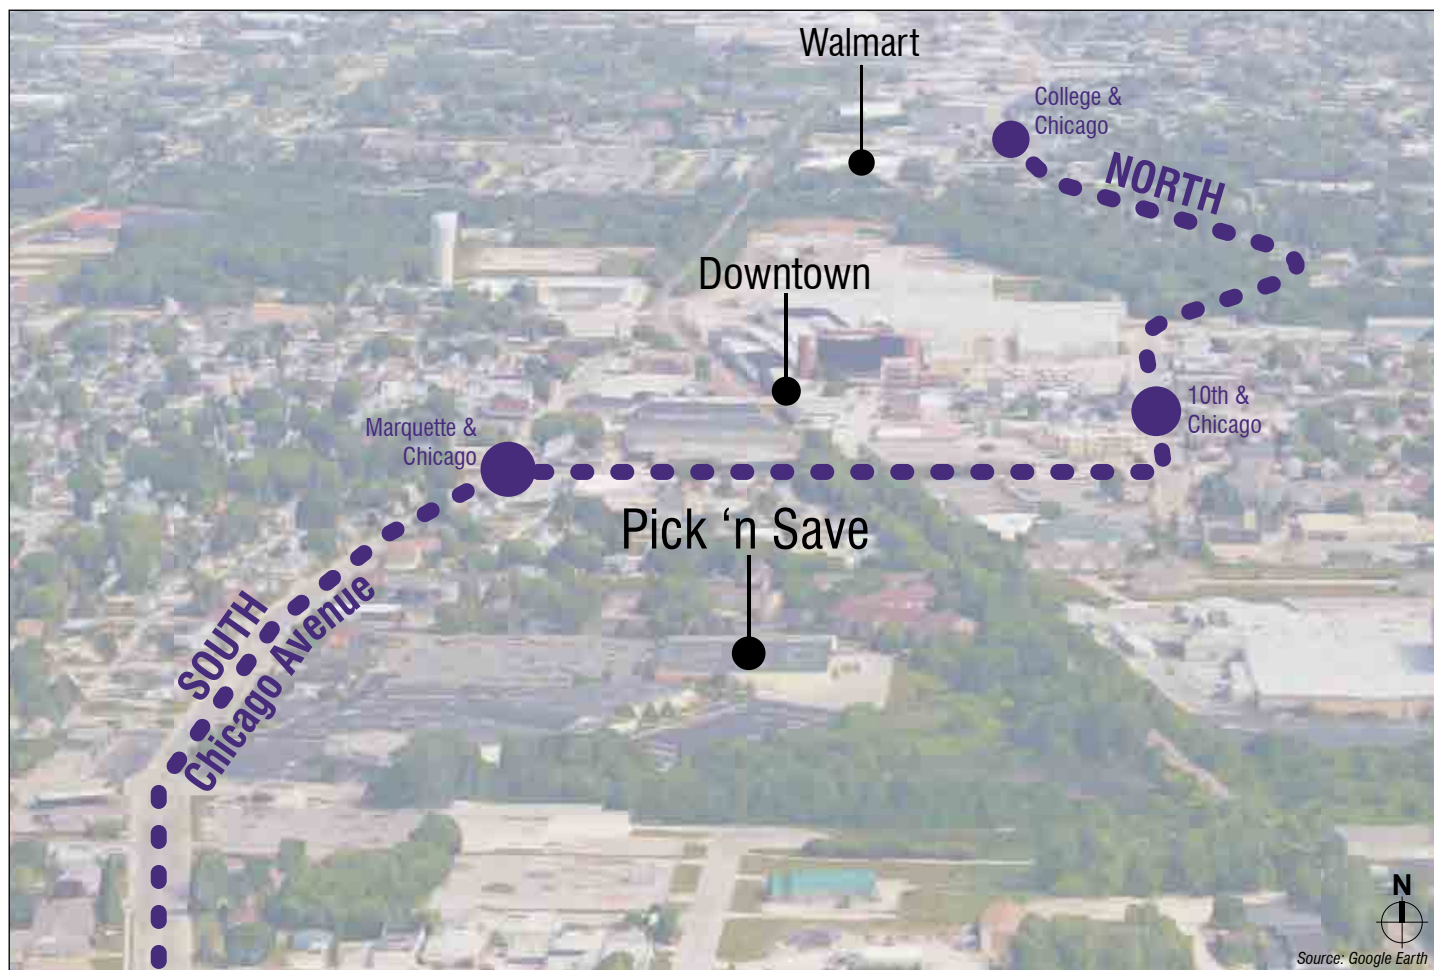 Walmart
College &
Chicago
NORTH
Downtown
10th &
Chicago
Marquette &
Chicago
Pick ‘n Save
SOUTH
Chicago Avenue
N
Source: Google Earth